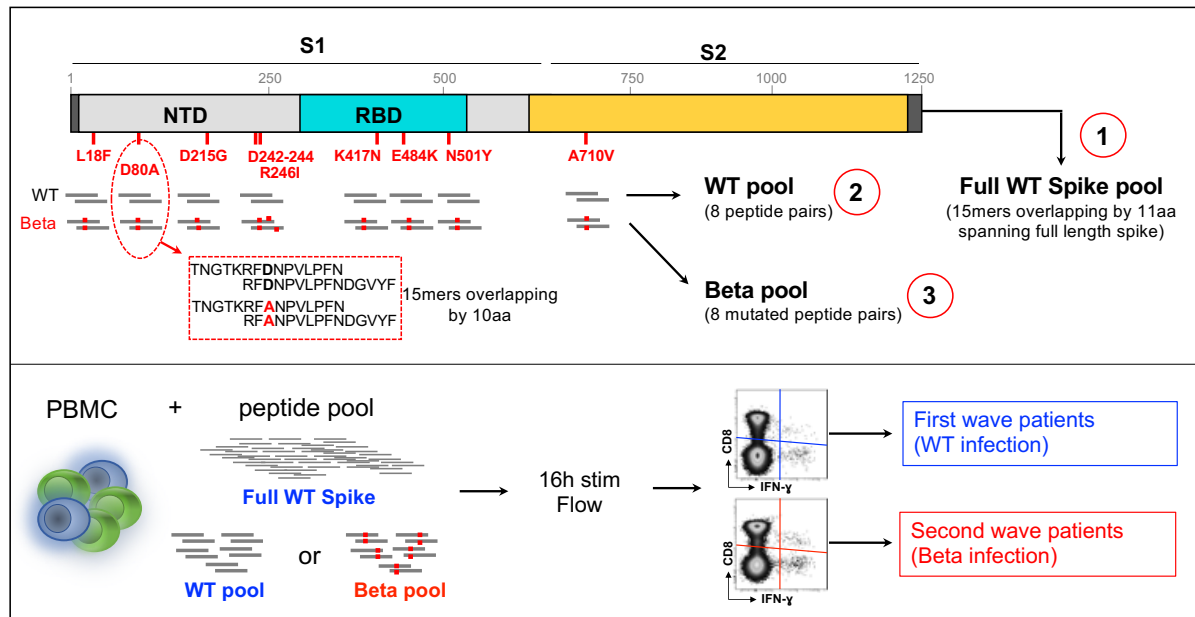 S1
S2
1
250
500
750
1000
1250
NTD
RBD
L18F
D80A
D215G
D242-244
R246I
K417N
E484K
N501Y
A710V
WT
Beta
TNGTKRFDNPVLPFN
RFDNPVLPFNDGVYF
TNGTKRFANPVLPFN
RFANPVLPFNDGVYF
15mers overlapping
by 10aa
WT pool
(8 peptide pairs)
2
Beta pool
(8 mutated peptide pairs)
3
1
Full WT Spike pool
(15mers overlapping by 11aa
spanning full length spike)
PBMC
+
peptide pool
Full WT Spike
WT pool
or
Beta pool
16h stim
Flow
CD8
IFN-ɣ
First wave patients
(WT infection)
CD8
IFN-ɣ
Second wave patients
(Beta infection)